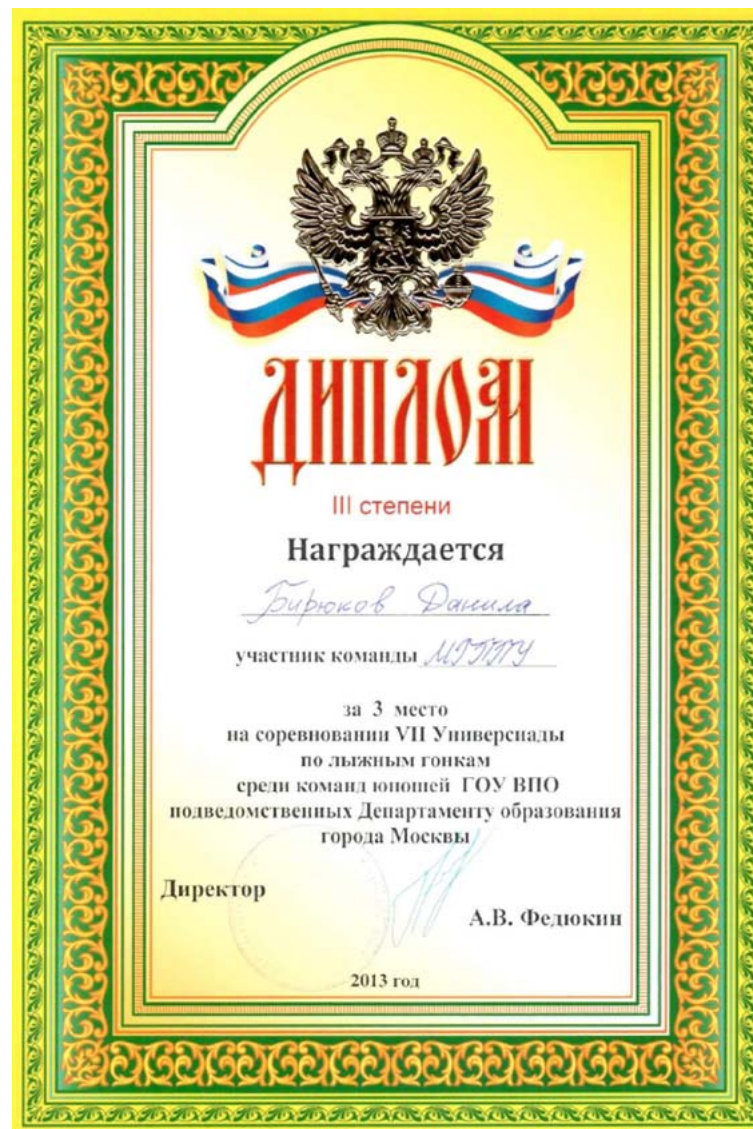 ДИПЛОМ
III степени
Награждается
Бирюков Данила
участник команды МГППУ
за 3 место
на соревновании VII Универсиады
по лыжным гонкам
среди команд юношей ГОУ ВПО
подведомственных Департаменту образования
города Москвы
Директор
А.В. Федюкин
2013 год